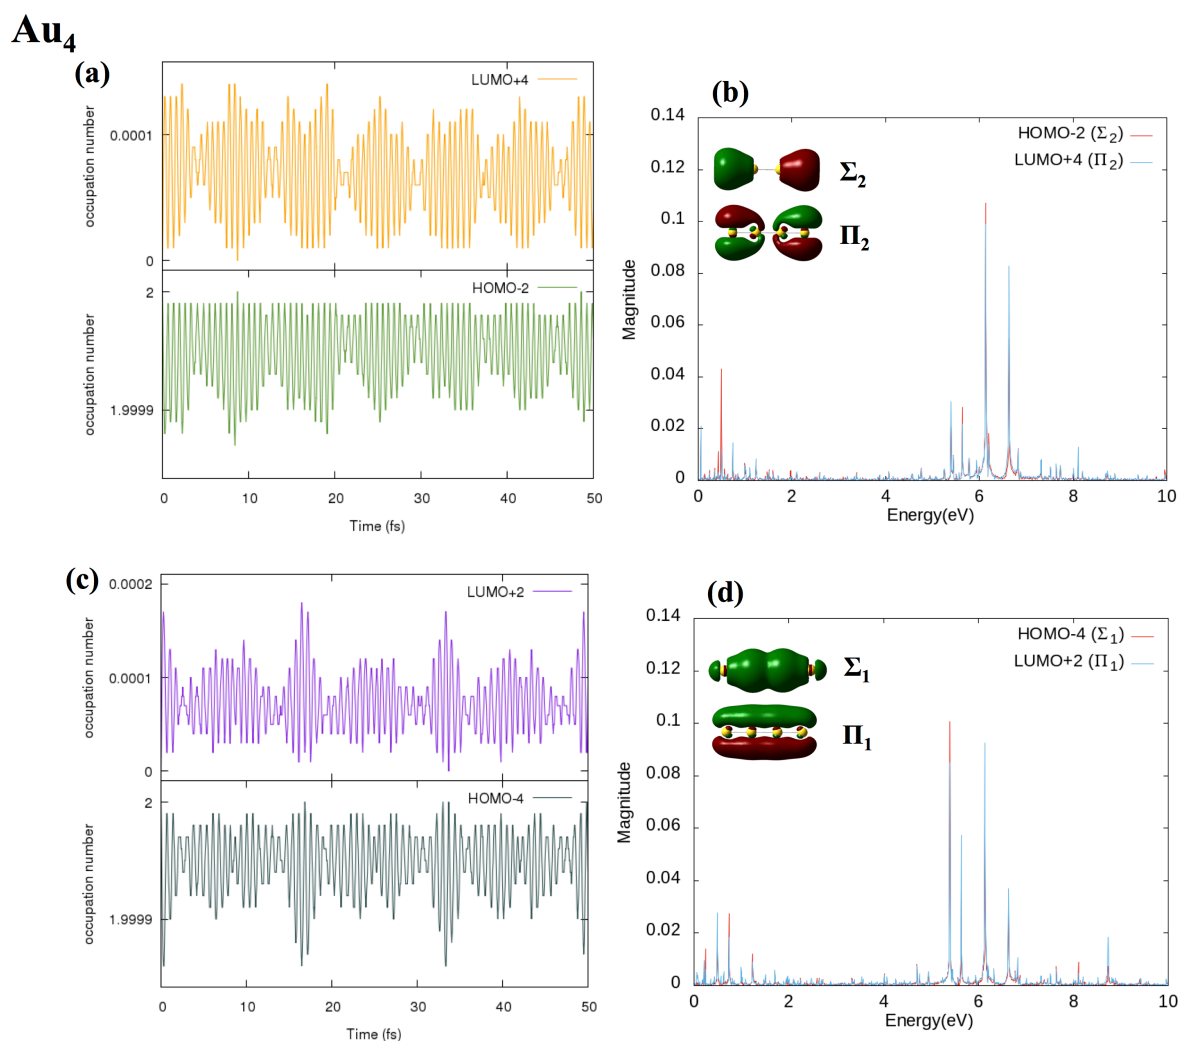 Au4
(a)
LUMO+4
occupation number
0.0001
0
HOMO-2
occupation number
2
1.9999
0 10 20 30 40 50
Time (fs)
(b)
0.14
0.12
0.1
0.08
0.06
0.04
0.02
0
Magnitude
HOMO-2 (Σ2)
LUMO+4 (Π2)
Σ2
Π2
0 2 4 6 8 10
Energy(eV)
(c)
LUMO+2
occupation number
0.0002
0.0001
0
HOMO-4
occupation number
2
1.9999
0 10 20 30 40 50
Time (fs)
(d)
0.14
0.12
0.1
0.08
0.06
0.04
0.02
0
Magnitude
HOMO-4 (Σ1)
LUMO+2 (Π1)
Σ1
Π1
0 2 4 6 8 10
Energy(eV)